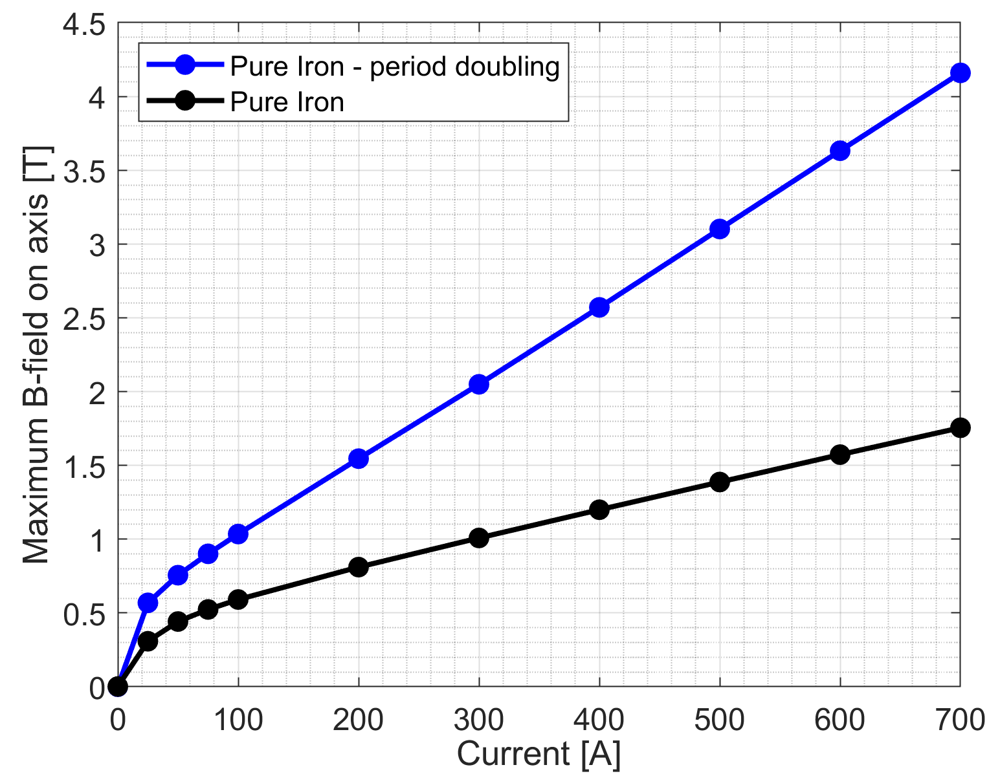 Pure Iron - period doubling
Pure Iron
Maximum B-field on axis [T]
4.5
4
3.5
3
2.5
2
1.5
1
0.5
0
0 100 200 300 400 500 600 700
Current [A]